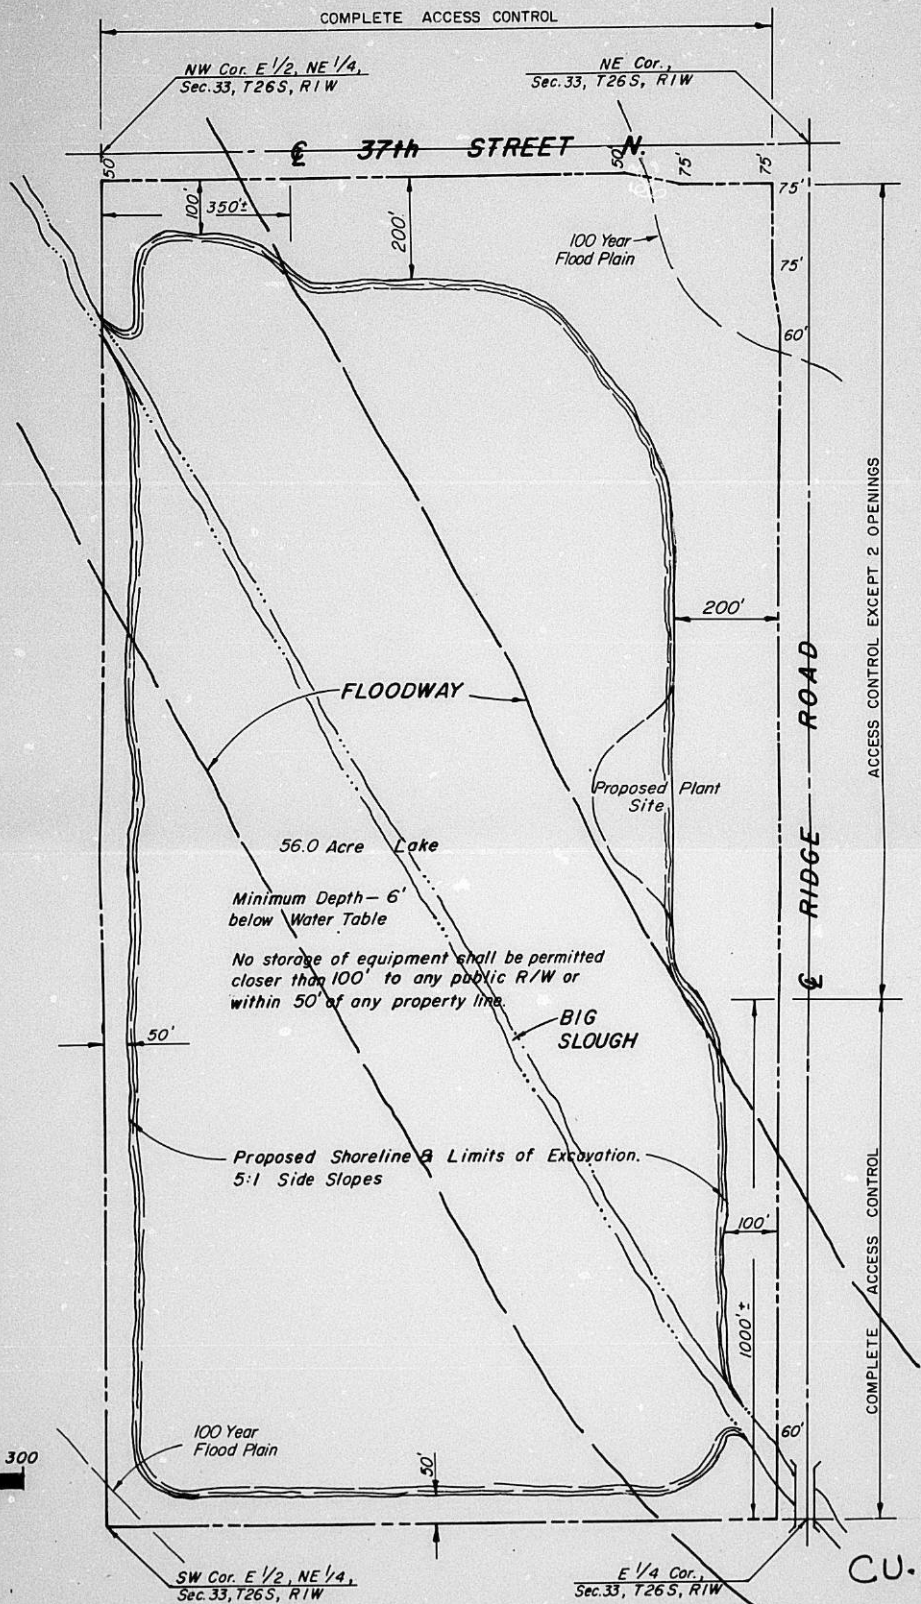 COMPLETE ACCESS CONTROL
NW Cor. E 1/2, NE 1/4,
Sec. 33, T26S, R1W
NE Cor.,
Sec. 33, T26S, R1W
℄ 37th STREET N.
50'
50'
75'
75'
75'
75'
60'
100'
350'±
200'
100 Year
Flood Plain
ACCESS CONTROL EXCEPT 2 OPENINGS
200'
℄ RIDGE ROAD
FLOODWAY
Proposed Plant
Site
56.0 Acre Lake
Minimum Depth — 6'
below Water Table
No storage of equipment shall be permitted
closer than 100' to any public R/W or
within 50' of any property line.
BIG
SLOUGH
50'
Proposed Shoreline & Limits of Excavation.
5:1 Side Slopes
100'
1000'±
COMPLETE ACCESS CONTROL
60'
100 Year
Flood Plain
300
50'
SW Cor. E 1/2, NE 1/4,
Sec. 33, T26S, R1W
E 1/4 Cor.,
Sec. 33, T26S, R1W
CU.